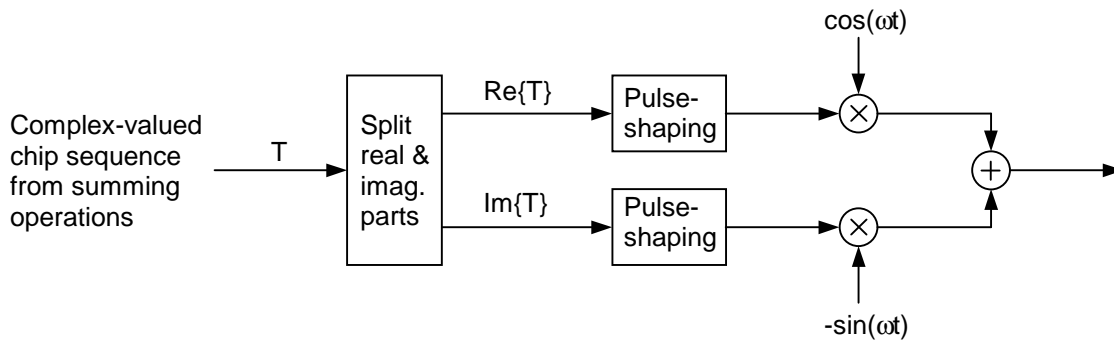 cos(ωt)
Complex-valued
chip sequence
from summing
operations
T
Split
real &
imag.
parts
Re{T}
Pulse-
shaping
Im{T}
Pulse-
shaping
-sin(ωt)